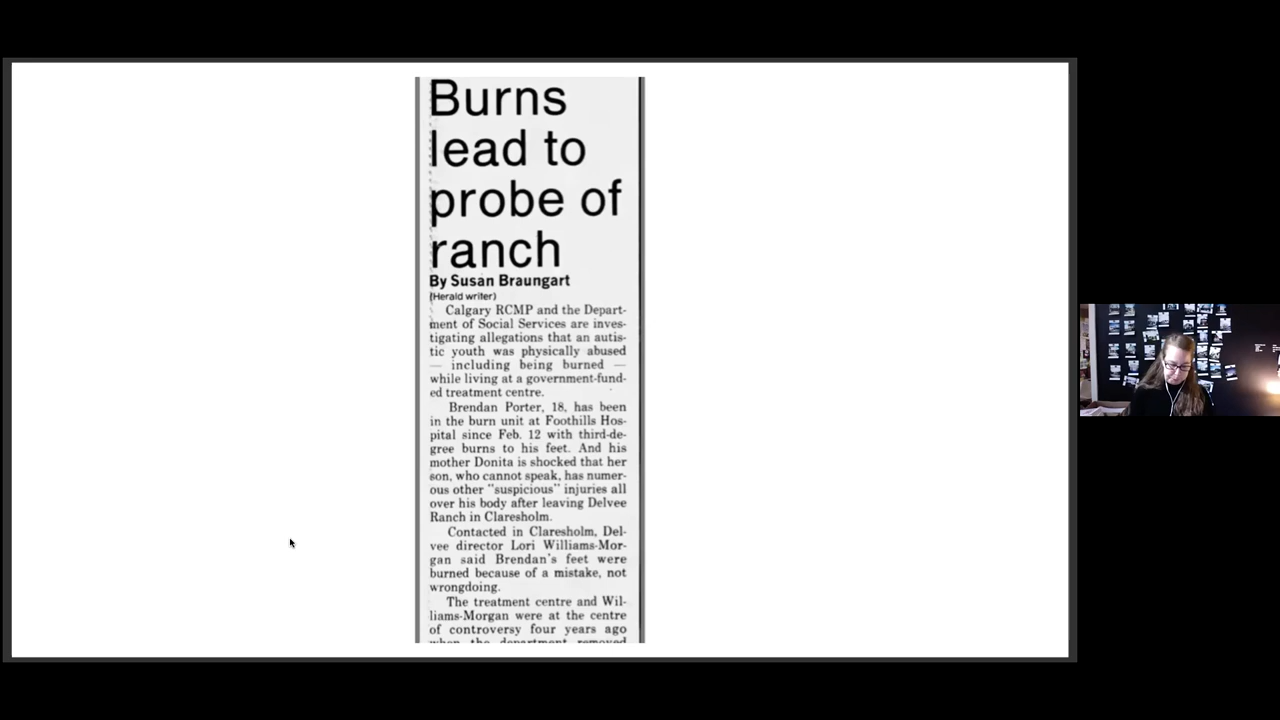 Burns
lead to
probe of
ranch
By Susan Braungart
(Herald writer)
Calgary RCMP and the Depart-
ment of Social Services are inves-
tigating allegations that an autis-
tic youth was physically abused
— including being burned —
while living at a government-fund-
ed treatment centre.
Brendan Porter, 18, has been
in the burn unit at Foothills Hos-
pital since Feb. 12 with third-de-
gree burns to his feet. And his
mother Donita is shocked that her
son, who cannot speak, has numer-
ous other "suspicious" injuries all
over his body after leaving Delvee
Ranch in Claresholm.
Contacted in Claresholm, Del-
vee director Lori Williams-Mor-
gan said Brendan's feet were
burned because of a mistake, not
wrongdoing.
The treatment centre and Wil-
liams-Morgan were at the centre
of controversy four years ago
when the department removed